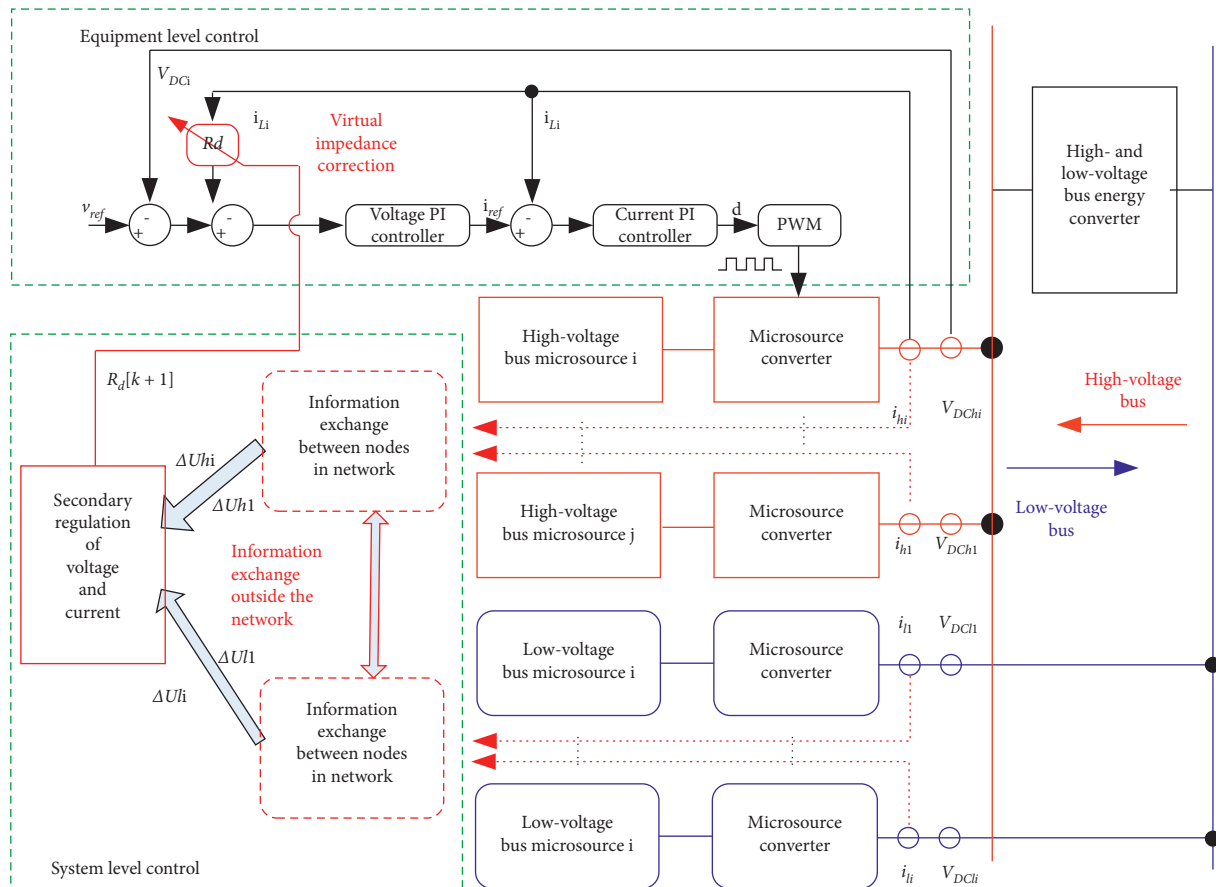 Equipment level control
V_DCi
i_Li
i_Li
Virtual
impedance
correction
Rd
High- and
low-voltage
bus energy
converter
v_ref
-
+
-
+
Voltage PI
controller
i_ref
-
+
Current PI
controller
d
PWM
High-voltage
bus microsource i
Microsource
converter
i_hi
V_DChi
High-voltage
bus
Low-voltage
bus
R_d[k + 1]
Information
exchange
between nodes
in network
ΔUhi
ΔUh1
Secondary
regulation
of
voltage
and
current
High-voltage
bus microsource j
Microsource
converter
i_h1
V_DCh1
Information
exchange
outside the
network
ΔUl1
ΔUli
Low-voltage
bus microsource i
Microsource
converter
i_l1
V_DCl1
Information
exchange
between nodes
in network
Low-voltage
bus microsource i
Microsource
converter
i_li
V_DCli
System level control